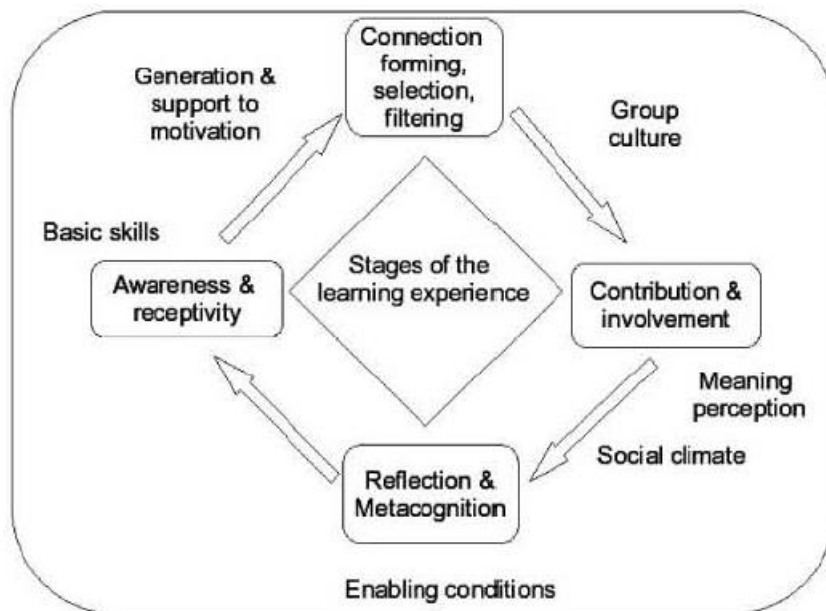 Connection
forming,
selection,
filtering
Generation &
support to
motivation
Group
culture
Basic skills
Awareness &
receptivity
Stages of the
learning experience
Contribution &
involvement
Meaning
perception
Social climate
Reflection &
Metacognition
Enabling conditions